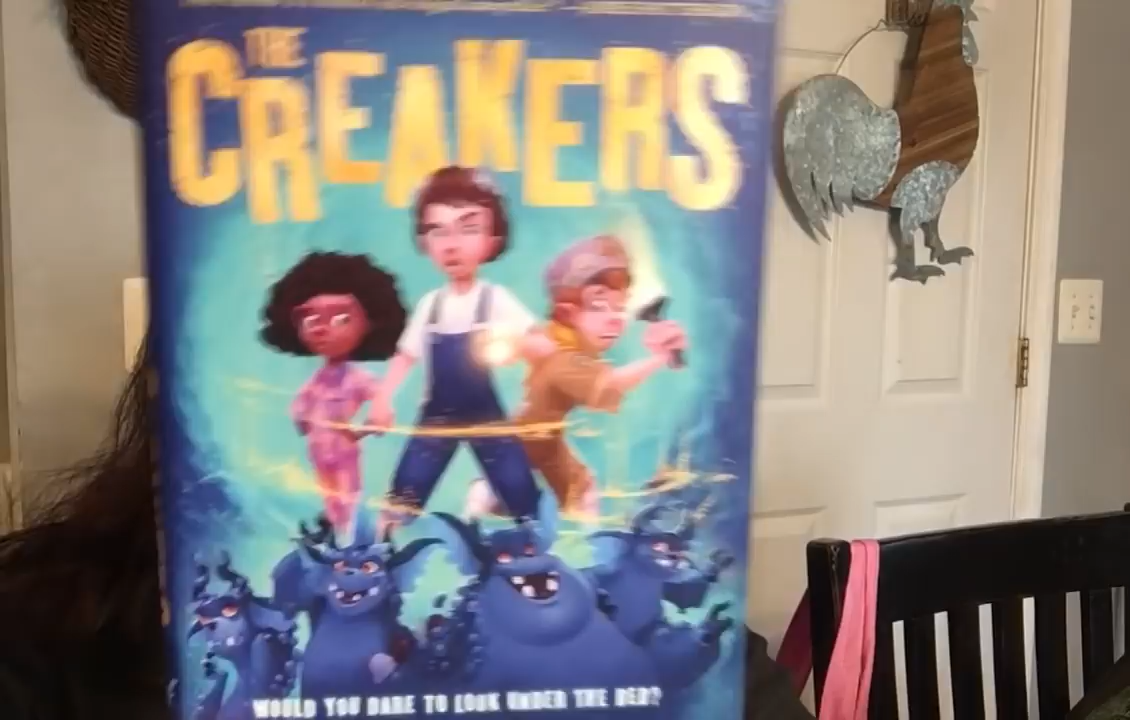 THE
CREAKERS
WOULD YOU DARE TO LOOK UNDER THE BED?